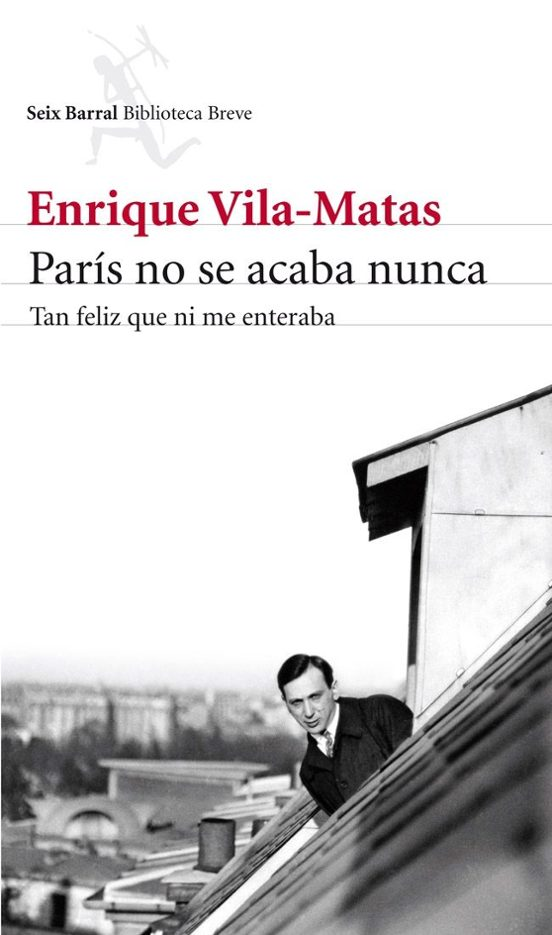 Seix Barral Biblioteca Breve
Enrique Vila-Matas
París no se acaba nunca
Tan feliz que ni me enteraba